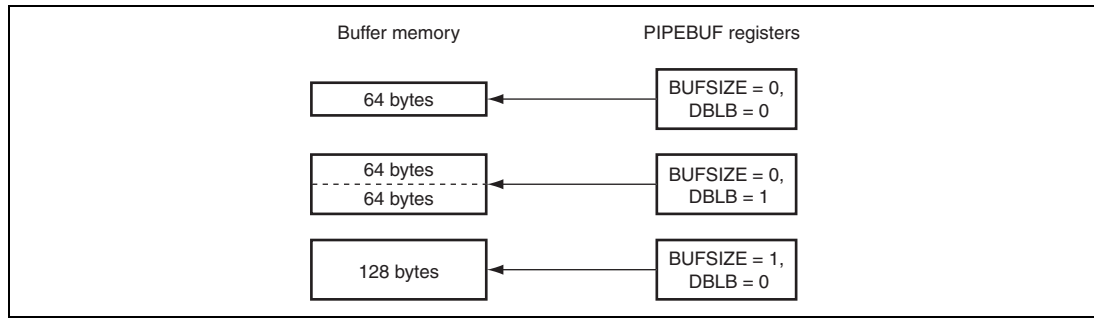 Buffer memory
PIPEBUF registers
64 bytes
BUFSIZE = 0,
DBLB = 0
64 bytes
64 bytes
BUFSIZE = 0,
DBLB = 1
128 bytes
BUFSIZE = 1,
DBLB = 0